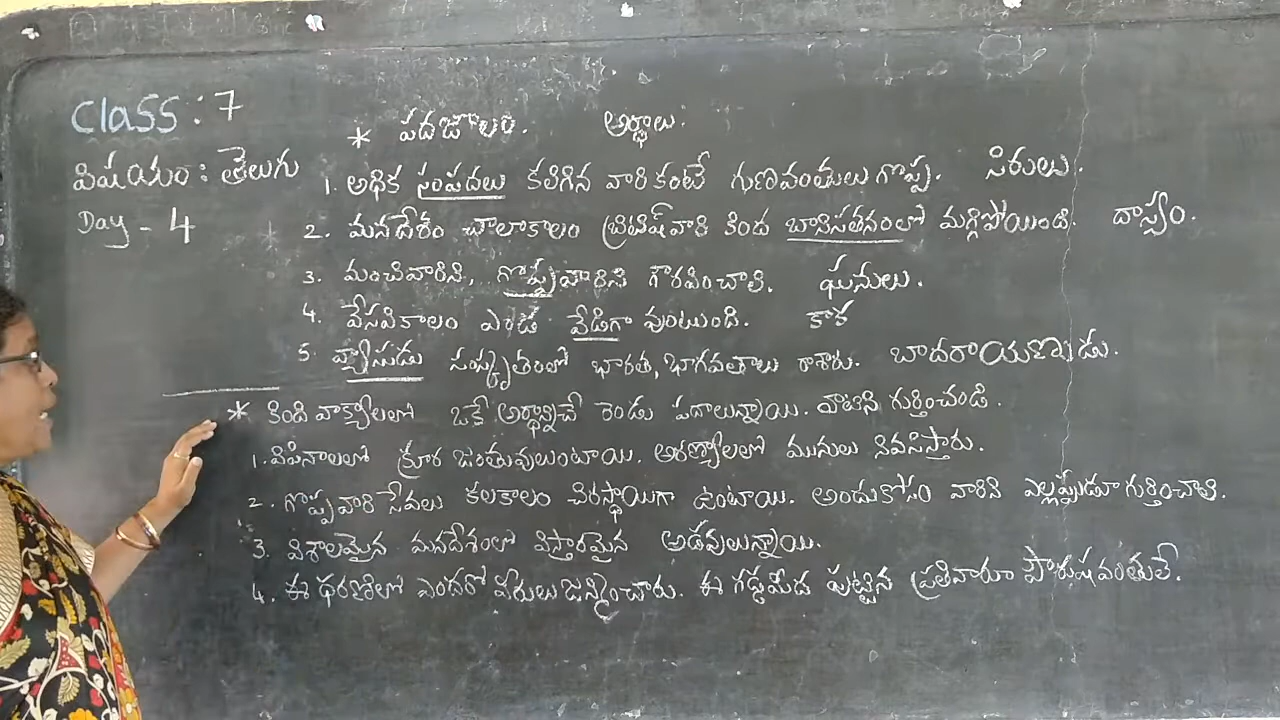 Class : 7
* పదజాలం. అర్థాలు.
విషయం : తెలుగు
Day - 4
1. అధిక సంపదలు కలిగిన వారికంటే గుణవంతులు గొప్ప. సిరులు.
2. మనదేశం చాలాకాలం బ్రిటిష్‌వారి కింద బానిసతనంలో మగ్గిపోయింది. దాస్యం.
3. మంచివారిని, గొప్పవారిని గౌరవించాలి. ఘనులు.
4. వేసవికాలం ఎండ వేడిగా వుంటుంది. కాక
5. వ్యాసుడు సంస్కృతంలో భారత, భాగవతాలు రాశారు. బాదరాయణుడు.
* కింది వాక్యాలలో ఒకే అర్థాన్నిచే రెండు పదాలున్నాయి. వాటిని గుర్తించండి.
1. విపినాలలో క్రూర జంతువులుంటాయి. అరణ్యాలలో మునులు నివసిస్తారు.
2. గొప్పవారి సేవలు కలకాలం చిరస్థాయిగా ఉంటాయి. అందుకోసం వారిని ఎల్లప్పుడూ గుర్తించాలి.
3. విశాలమైన మనదేశంలో విస్తారమైన అడవులున్నాయి.
4. ఈ ధరణిలో ఎందరో వీరులు జన్మించారు. ఈ గడ్డమీద పుట్టిన ప్రతివారూ పౌరుషవంతులే.